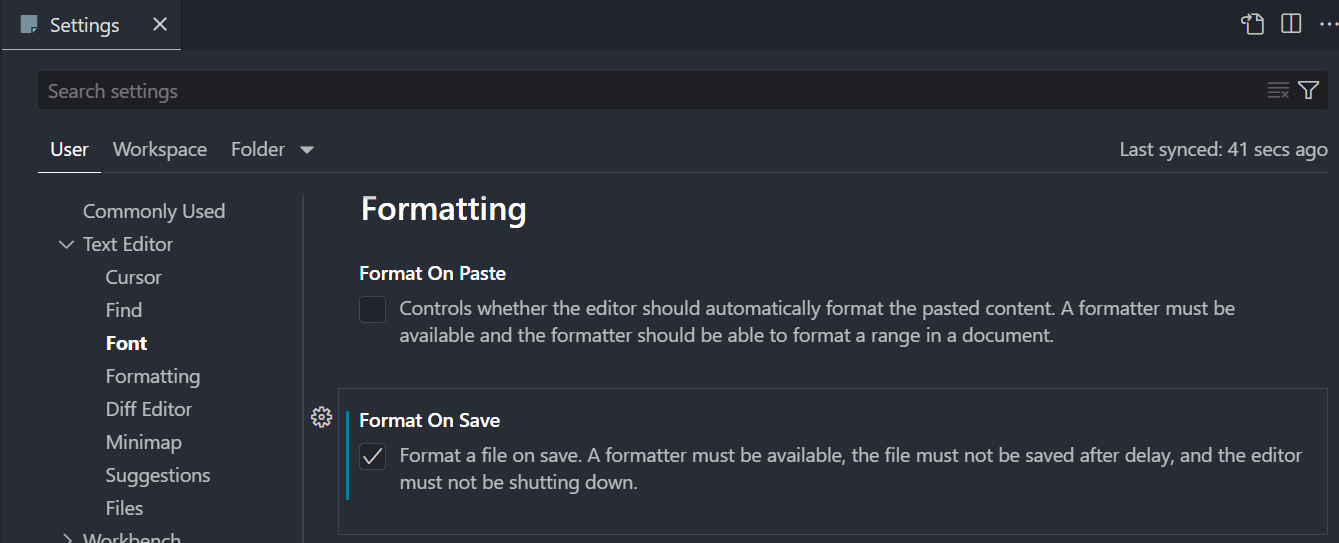 Settings
Search settings
User Workspace Folder
Last synced: 41 secs ago
Commonly Used
Text Editor
Cursor
Find
Font
Formatting
Diff Editor
Minimap
Suggestions
Files
Workbench
Formatting
Format On Paste
Controls whether the editor should automatically format the pasted content. A formatter must be
available and the formatter should be able to format a range in a document.
Format On Save
Format a file on save. A formatter must be available, the file must not be saved after delay, and the editor
must not be shutting down.